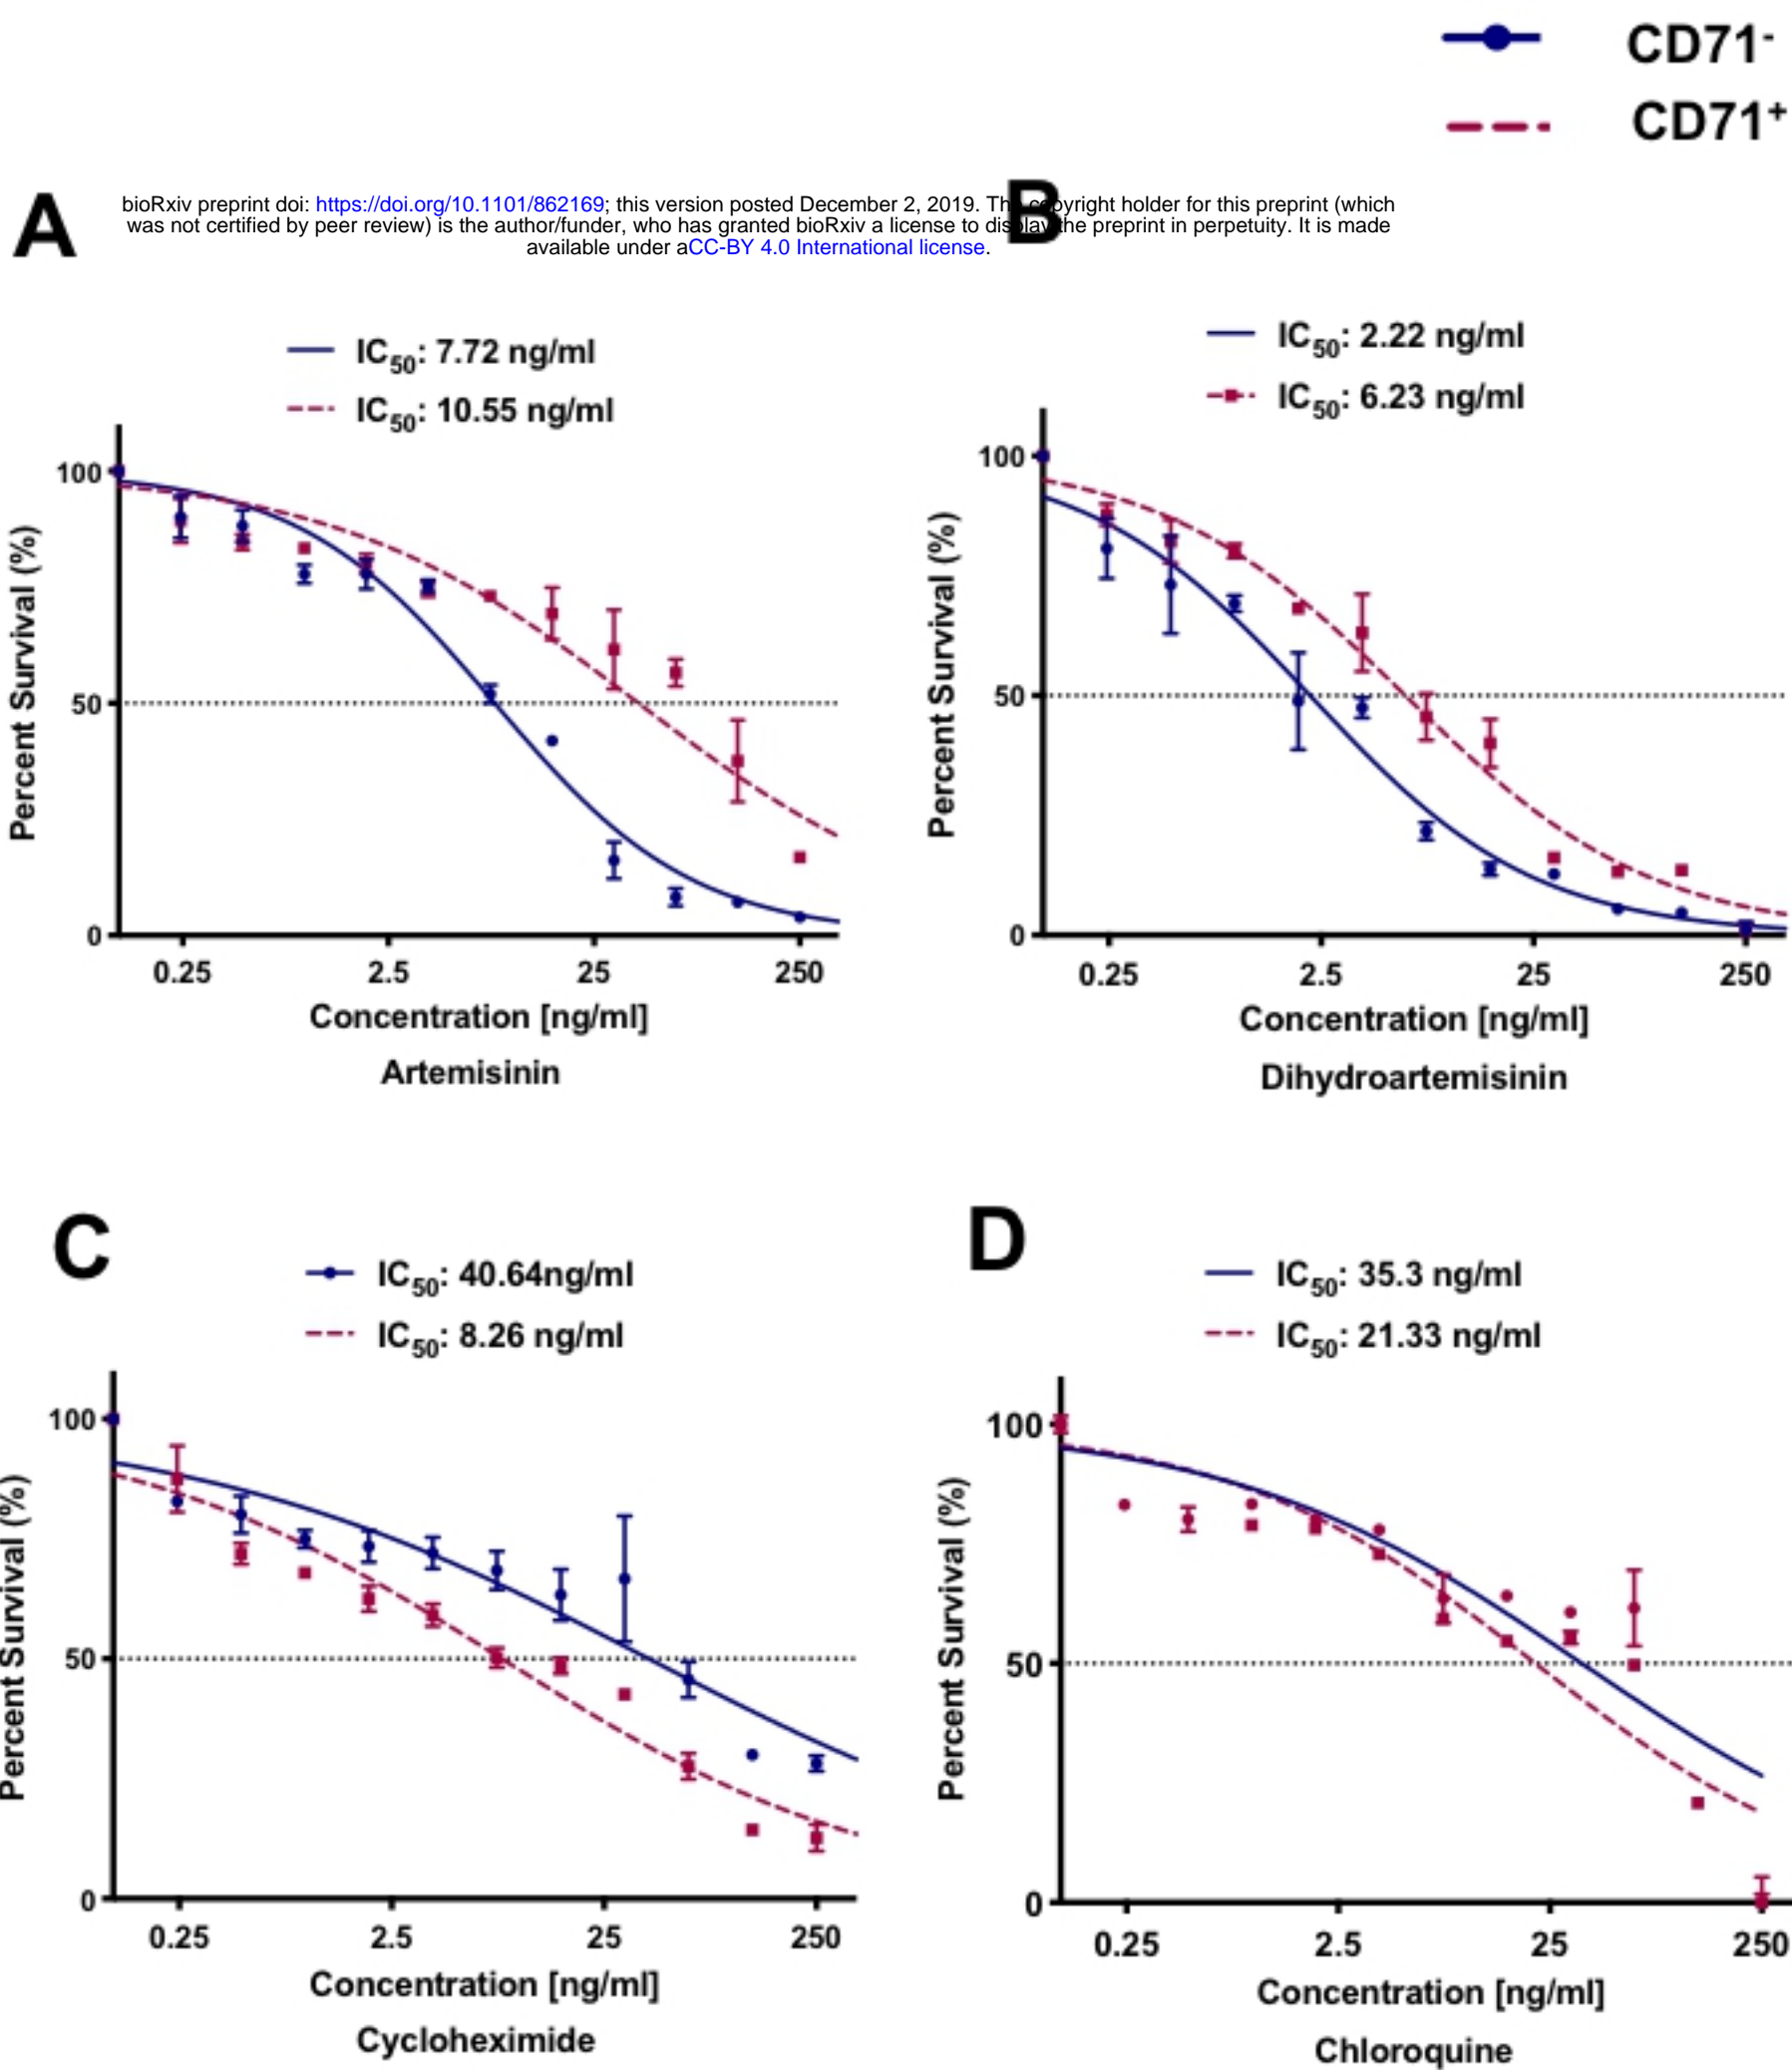 CD71-
CD71+
A
B
bioRxiv preprint doi: https://doi.org/10.1101/862169; this version posted December 2, 2019. The copyright holder for this preprint (which
was not certified by peer review) is the author/funder, who has granted bioRxiv a license to display the preprint in perpetuity. It is made
available under aCC-BY 4.0 International license.
IC50: 7.72 ng/ml
IC50: 10.55 ng/ml
Percent Survival (%)
100
50
0
0.25 2.5 25 250
Concentration [ng/ml]
Artemisinin
IC50: 2.22 ng/ml
IC50: 6.23 ng/ml
Percent Survival (%)
100
50
0
0.25 2.5 25 250
Concentration [ng/ml]
Dihydroartemisinin
C
IC50: 40.64ng/ml
IC50: 8.26 ng/ml
Percent Survival (%)
100
50
0
0.25 2.5 25 250
Concentration [ng/ml]
Cycloheximide
D
IC50: 35.3 ng/ml
IC50: 21.33 ng/ml
Percent Survival (%)
100
50
0
0.25 2.5 25 250
Concentration [ng/ml]
Chloroquine